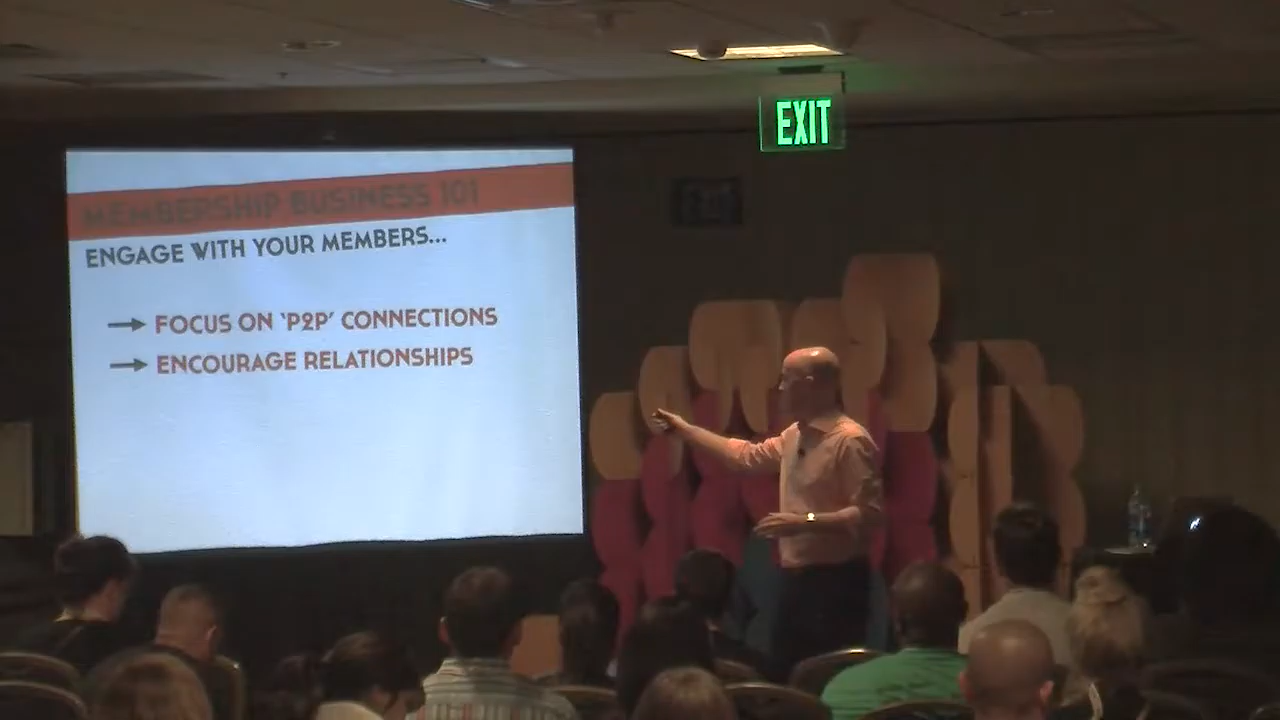 EXIT
MEMBERSHIP BUSINESS 101
ENGAGE WITH YOUR MEMBERS...
→ FOCUS ON 'P2P' CONNECTIONS
→ ENCOURAGE RELATIONSHIPS